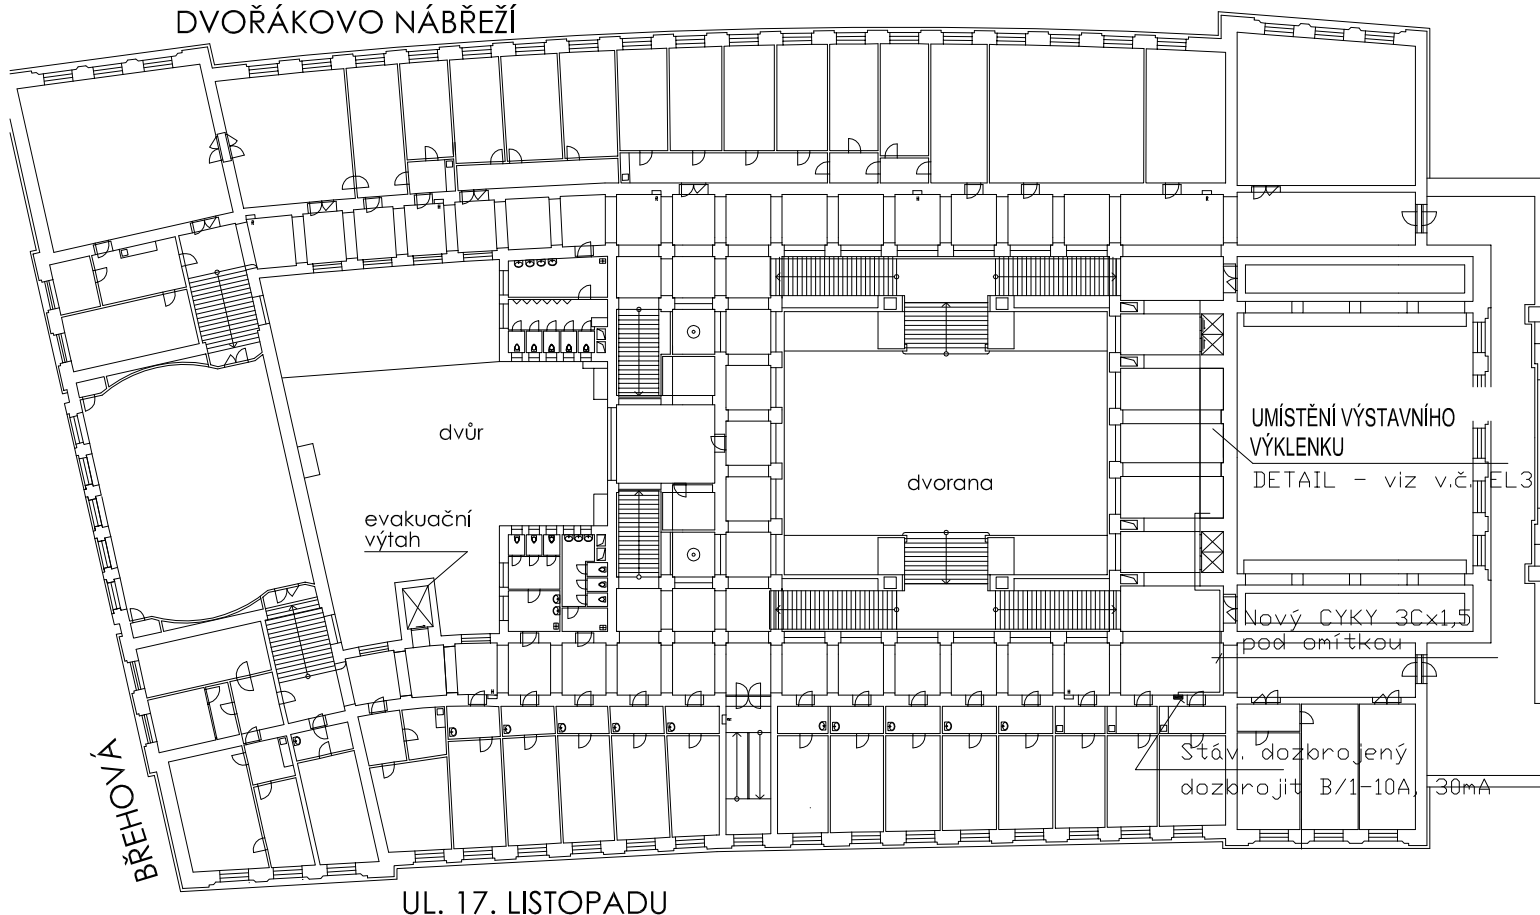 DVOŘÁKOVO NÁBŘEŽÍ
dvůr
dvorana
UMÍSTĚNÍ VÝSTAVNÍHO
VÝKLENKU
DETAIL - viz v.č. EL3
evakuační
výtah
Nový CYKY 3Cx1,5
pod omítkou
Stáv. dozbrojený
dozbrojit B/1-10A, 30mA
BŘEHOVÁ
UL. 17. LISTOPADU